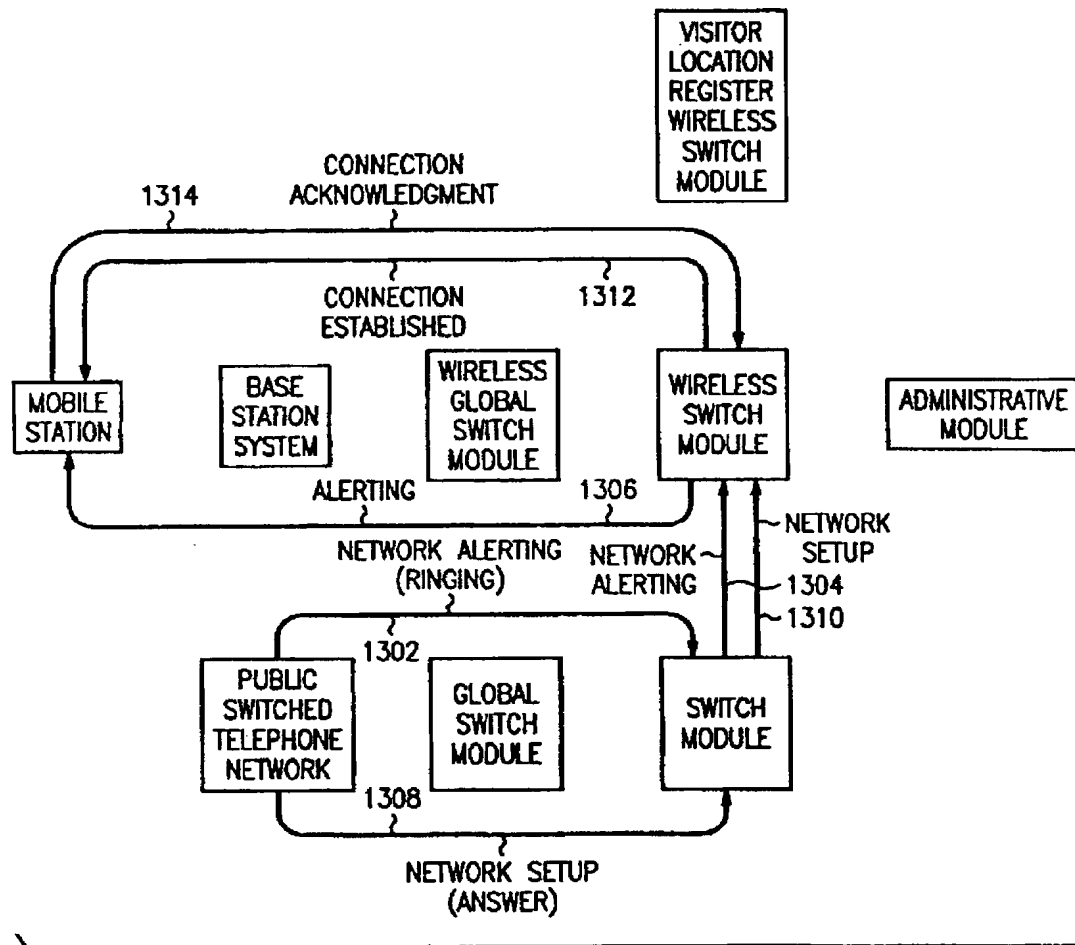 VISITOR
LOCATION
REGISTER
WIRELESS
SWITCH
MODULE
CONNECTION
ACKNOWLEDGMENT
1314
1312
CONNECTION
ESTABLISHED
MOBILE
STATION
BASE
STATION
SYSTEM
WIRELESS
GLOBAL
SWITCH
MODULE
WIRELESS
SWITCH
MODULE
ADMINISTRATIVE
MODULE
ALERTING
1306
NETWORK ALERTING
(RINGING)
NETWORK
ALERTING
NETWORK
SETUP
1304
1310
1302
PUBLIC
SWITCHED
TELEPHONE
NETWORK
GLOBAL
SWITCH
MODULE
SWITCH
MODULE
1308
NETWORK SETUP
(ANSWER)